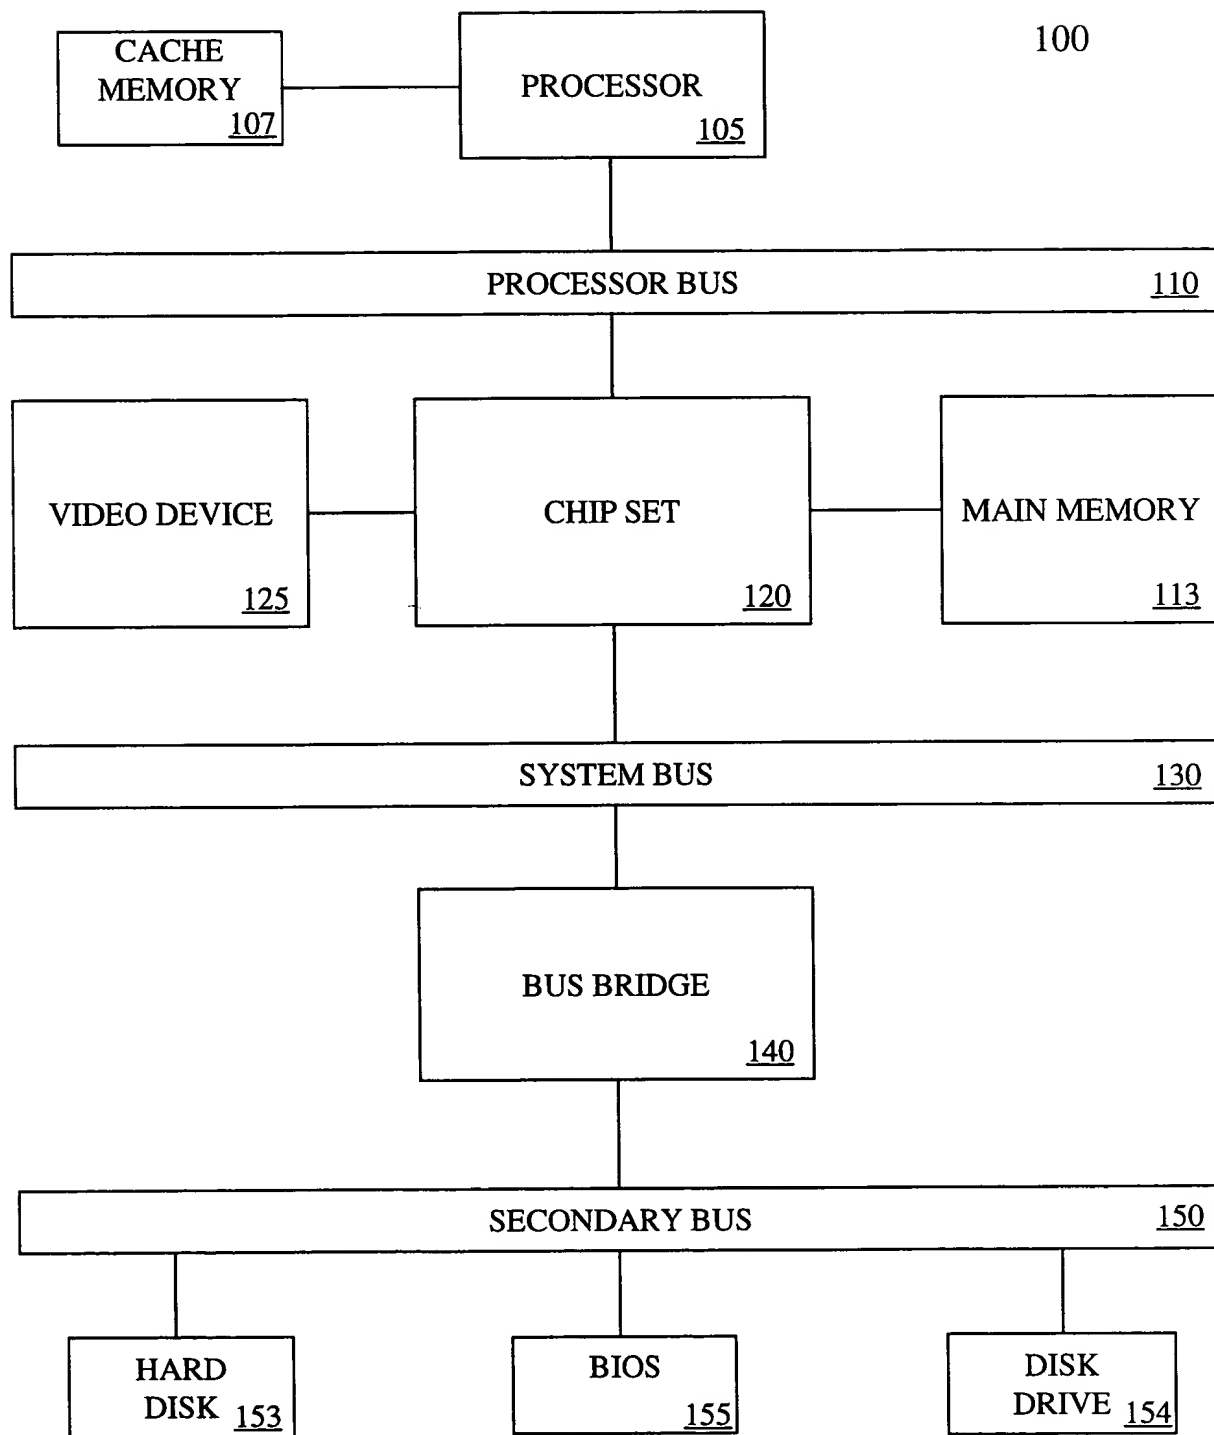 100
CACHE
MEMORY
107
PROCESSOR
105
PROCESSOR BUS
110
VIDEO DEVICE
125
CHIP SET
120
MAIN MEMORY
113
SYSTEM BUS
130
BUS BRIDGE
140
SECONDARY BUS
150
HARD
DISK
153
BIOS
155
DISK
DRIVE
154